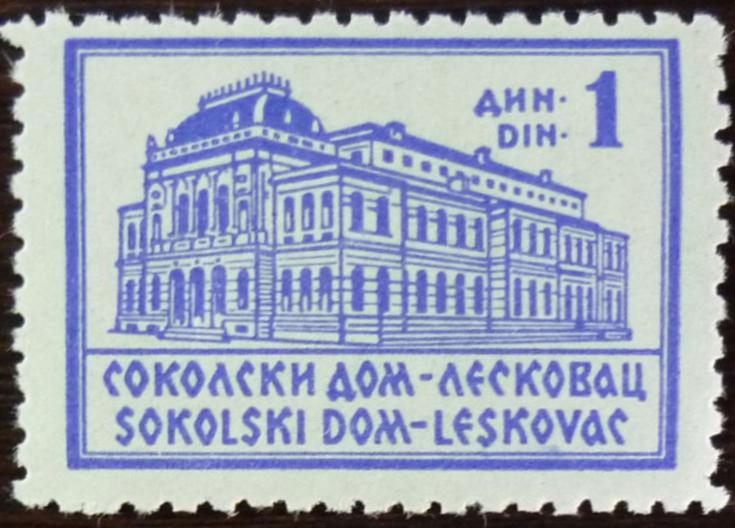 ДИН· 1
DIN·
СОКОЛСКИ ДОМ-ЛЕСКОВАЦ
SOKOLSKI DOM-LESKOVAC